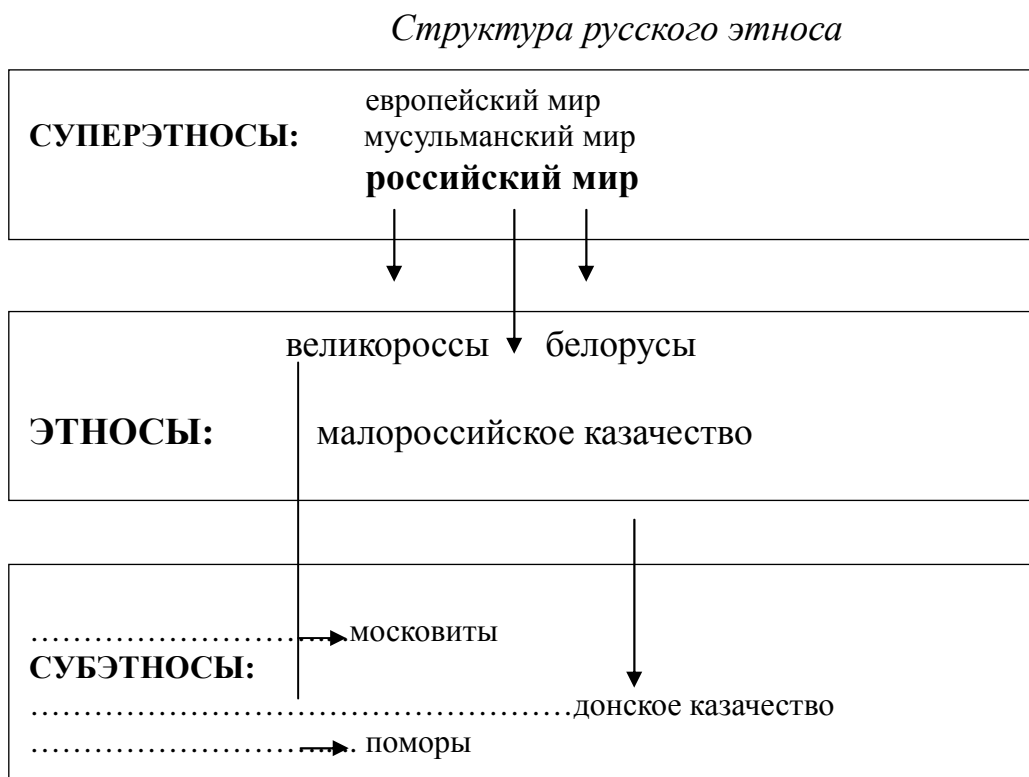 Структура русского этноса
европейский мир
СУПЕРЭТНОСЫ: мусульманский мир
российский мир
великороссы белорусы
ЭТНОСЫ: малороссийское казачество
…………………………московиты
СУБЭТНОСЫ:
……………………………………………донское казачество
…………………………. поморы